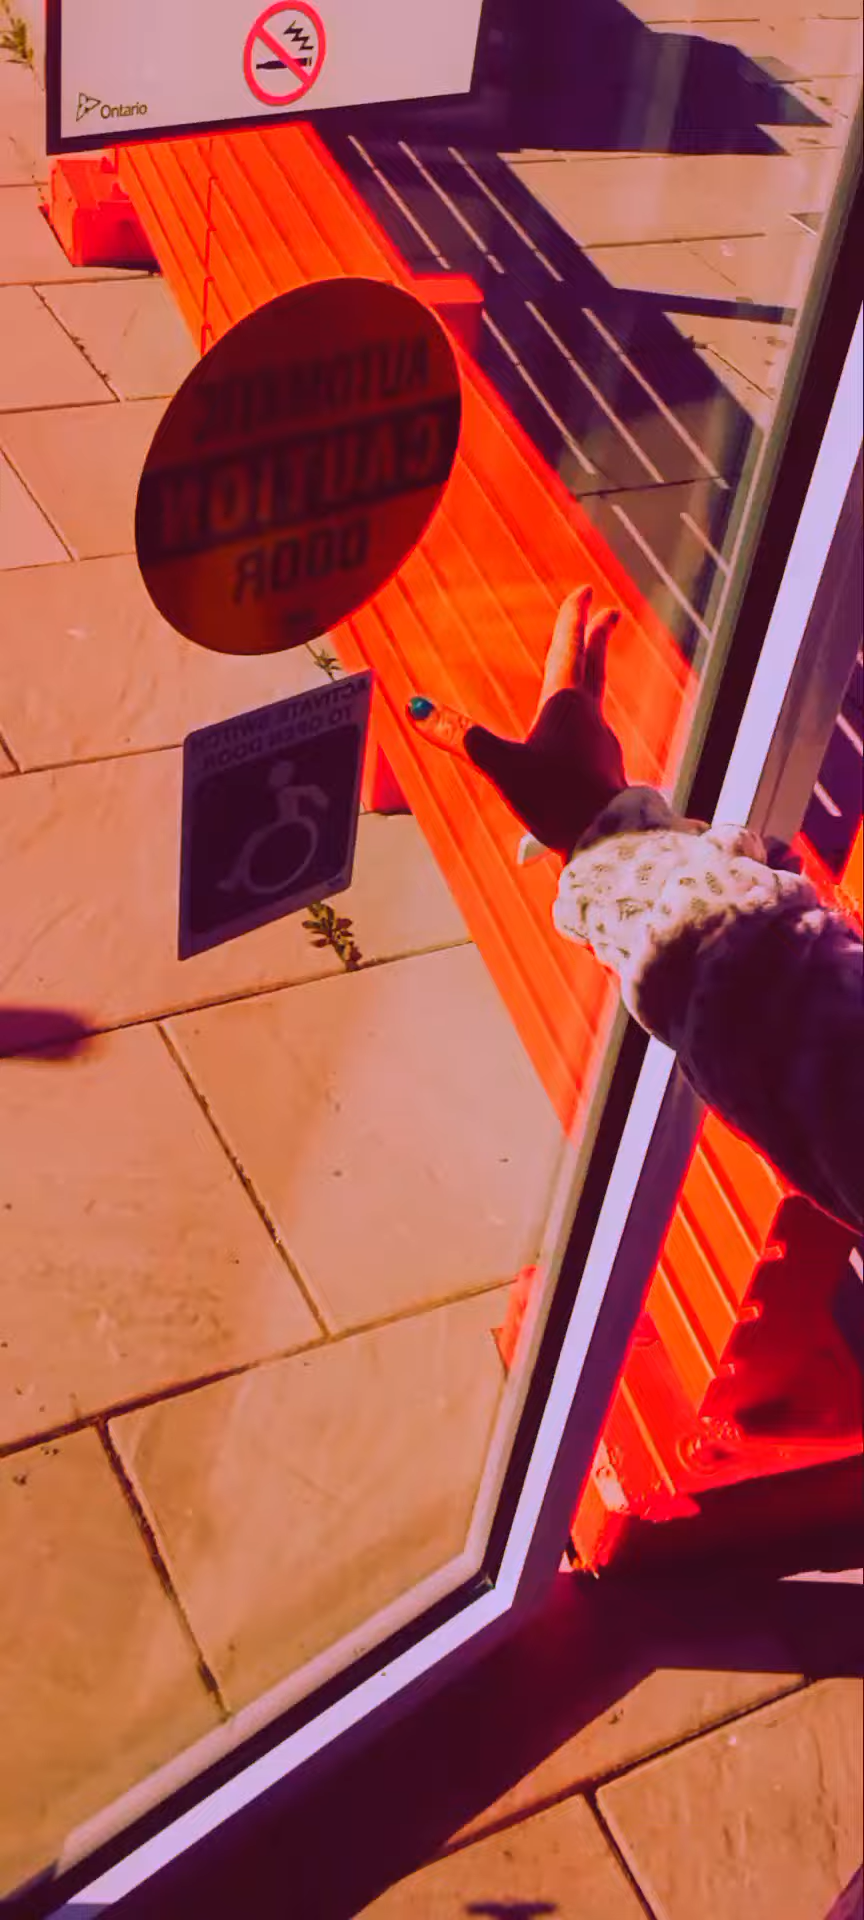 Ontario
AUTOMATIC
CAUTION
DOOR
ACTIVATE SWITCH
TO OPEN DOOR